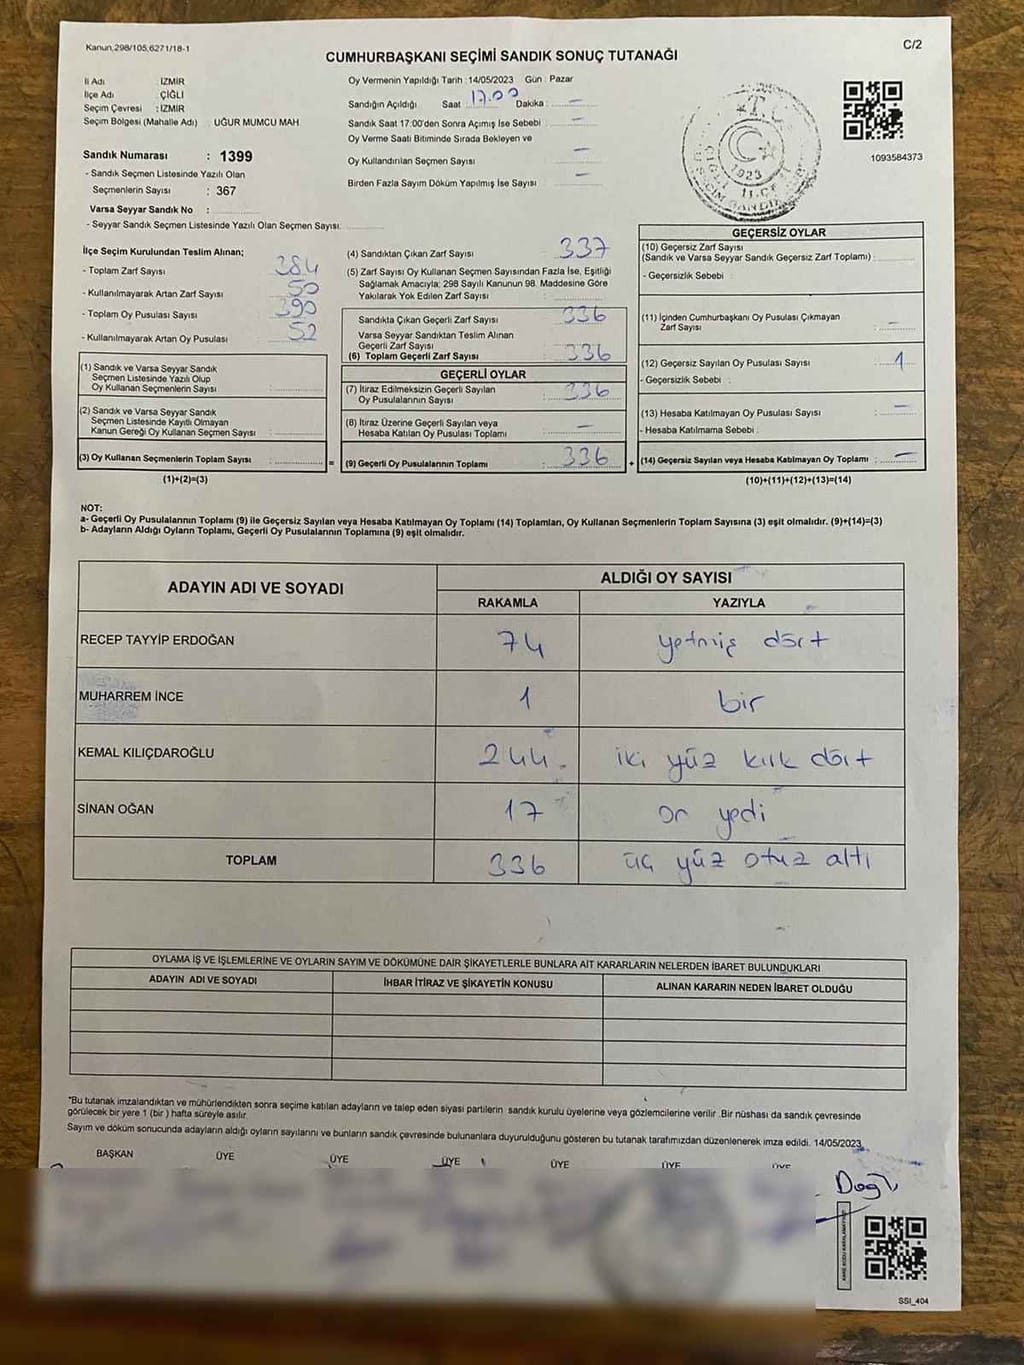 Kanun,298/105,6271/18-1
C/2
CUMHURBAŞKANI SEÇİMİ SANDIK SONUÇ TUTANAĞI
İl Adı : İZMİR
İlçe Adı : ÇİĞLİ
Seçim Çevresi : İZMİR
Seçim Bölgesi (Mahalle Adı) : UĞUR MUMCU MAH.
Sandık Numarası : 1399
- Sandık Seçmen Listesinde Yazılı Olan
Seçmenlerin Sayısı : 367
Varsa Seyyar Sandık No :
- Seyyar Sandık Seçmen Listesinde Yazılı Olan Seçmen Sayısı:
Oy Vermenin Yapıldığı Tarih : 14/05/2023 Gün : Pazar
Sandığın Açıldığı Saat : 17.00 Dakika : —
Sandık Saat 17:00'den Sonra Açımış İse Sebebi : —
Oy Verme Saati Bitiminde Sırada Bekleyen ve
Oy Kullandırılan Seçmen Sayısı : —
Birden Fazla Sayım Döküm Yapılmış İse Sayısı : —
T.C.
ÇİĞLİ
1923
1093584373
İlçe Seçim Kurulundan Teslim Alınan;
- Toplam Zarf Sayısı : 384
- Kullanılmayarak Artan Zarf Sayısı : 50
- Toplam Oy Pusulası Sayısı : 390
- Kullanılmayarak Artan Oy Pusulası : 52
(1) Sandık ve Varsa Seyyar Sandık
Seçmen Listesinde Yazılı Olup
Oy Kullanan Seçmenlerin Sayısı :
(2) Sandık ve Varsa Seyyar Sandık
Seçmen Listesinde Kayıtlı Olmayan
Kanun Gereği Oy Kullanan Seçmen Sayısı :
(3) Oy Kullanan Seçmenlerin Toplam Sayısı : =
(1)+(2)=(3)
(4) Sandıktan Çıkan Zarf Sayısı : 337
(5) Zarf Sayısı Oy Kullanan Seçmen Sayısından Fazla İse, Eşitliği
Sağlamak Amacıyla; 298 Sayılı Kanunun 98. Maddesine Göre
Yakılarak Yok Edilen Zarf Sayısı :
Sandıkta Çıkan Geçerli Zarf Sayısı : 336
Varsa Seyyar Sandıktan Teslim Alınan
Geçerli Zarf Sayısı :
(6) Toplam Geçerli Zarf Sayısı : 336
GEÇERLİ OYLAR
(7) İtiraz Edilmeksizin Geçerli Sayılan
Oy Pusulalarının Sayısı : 336
(8) İtiraz Üzerine Geçerli Sayılan veya
Hesaba Katılan Oy Pusulası Toplamı : —
(9) Geçerli Oy Pusulalarının Toplamı : 336 +
GEÇERSİZ OYLAR
(10) Geçersiz Zarf Sayısı
(Sandık ve Varsa Seyyar Sandık Geçersiz Zarf Toplamı) :
- Geçersizlik Sebebi :
(11) İçinden Cumhurbaşkanı Oy Pusulası Çıkmayan
Zarf Sayısı : —
(12) Geçersiz Sayılan Oy Pusulası Sayısı : 1
- Geçersizlik Sebebi :
(13) Hesaba Katılmayan Oy Pusulası Sayısı : —
- Hesaba Katılmama Sebebi :
(14) Geçersiz Sayılan veya Hesaba Katılmayan Oy Toplamı : —
(10)+(11)+(12)+(13)=(14)
NOT:
a- Geçerli Oy Pusulalarının Toplamı (9) ile Geçersiz Sayılan veya Hesaba Katılmayan Oy Toplamı (14) Toplamları, Oy Kullanan Seçmenlerin Toplam Sayısına (3) eşit olmalıdır. (9)+(14)=(3)
b- Adayların Aldığı Oyların Toplamı, Geçerli Oy Pusulalarının Toplamına (9) eşit olmalıdır.
ADAYIN ADI VE SOYADI
ALDIĞI OY SAYISI
RAKAMLA YAZIYLA
RECEP TAYYİP ERDOĞAN 74 yetmiş dört
MUHARREM İNCE 1 bir
KEMAL KILIÇDAROĞLU 244 iki yüz kırk dört
SİNAN OĞAN 17 on yedi
TOPLAM 336 üç yüz otuz altı
OYLAMA İŞ VE İŞLEMLERİNE VE OYLARIN SAYIM VE DÖKÜMÜNE DAİR ŞİKAYETLERLE BUNLARA AİT KARARLARIN NELERDEN İBARET BULUNDUKLARI
ADAYIN ADI VE SOYADI İHBAR İTİRAZ VE ŞİKAYETİN KONUSU ALINAN KARARIN NEDEN İBARET OLDUĞU
*Bu tutanak imzalandıktan ve mühürlendikten sonra seçime katılan adayların ve talep eden siyasi partilerin sandık kurulu üyelerine veya gözlemcilerine verilir .Bir nüshası da sandık çevresinde
görülecek bir yere 1 (bir ) hafta süreyle asılır.
Sayım ve döküm sonucunda adayların aldığı oyların sayılarını ve bunların sandık çevresinde bulunanlara duyurulduğunu gösteren bu tutanak tarafımızdan düzenlenerek imza edildi. 14/05/2023
BAŞKAN ÜYE ÜYE ÜYE ÜYE ÜYE ÜYE
SSI_404